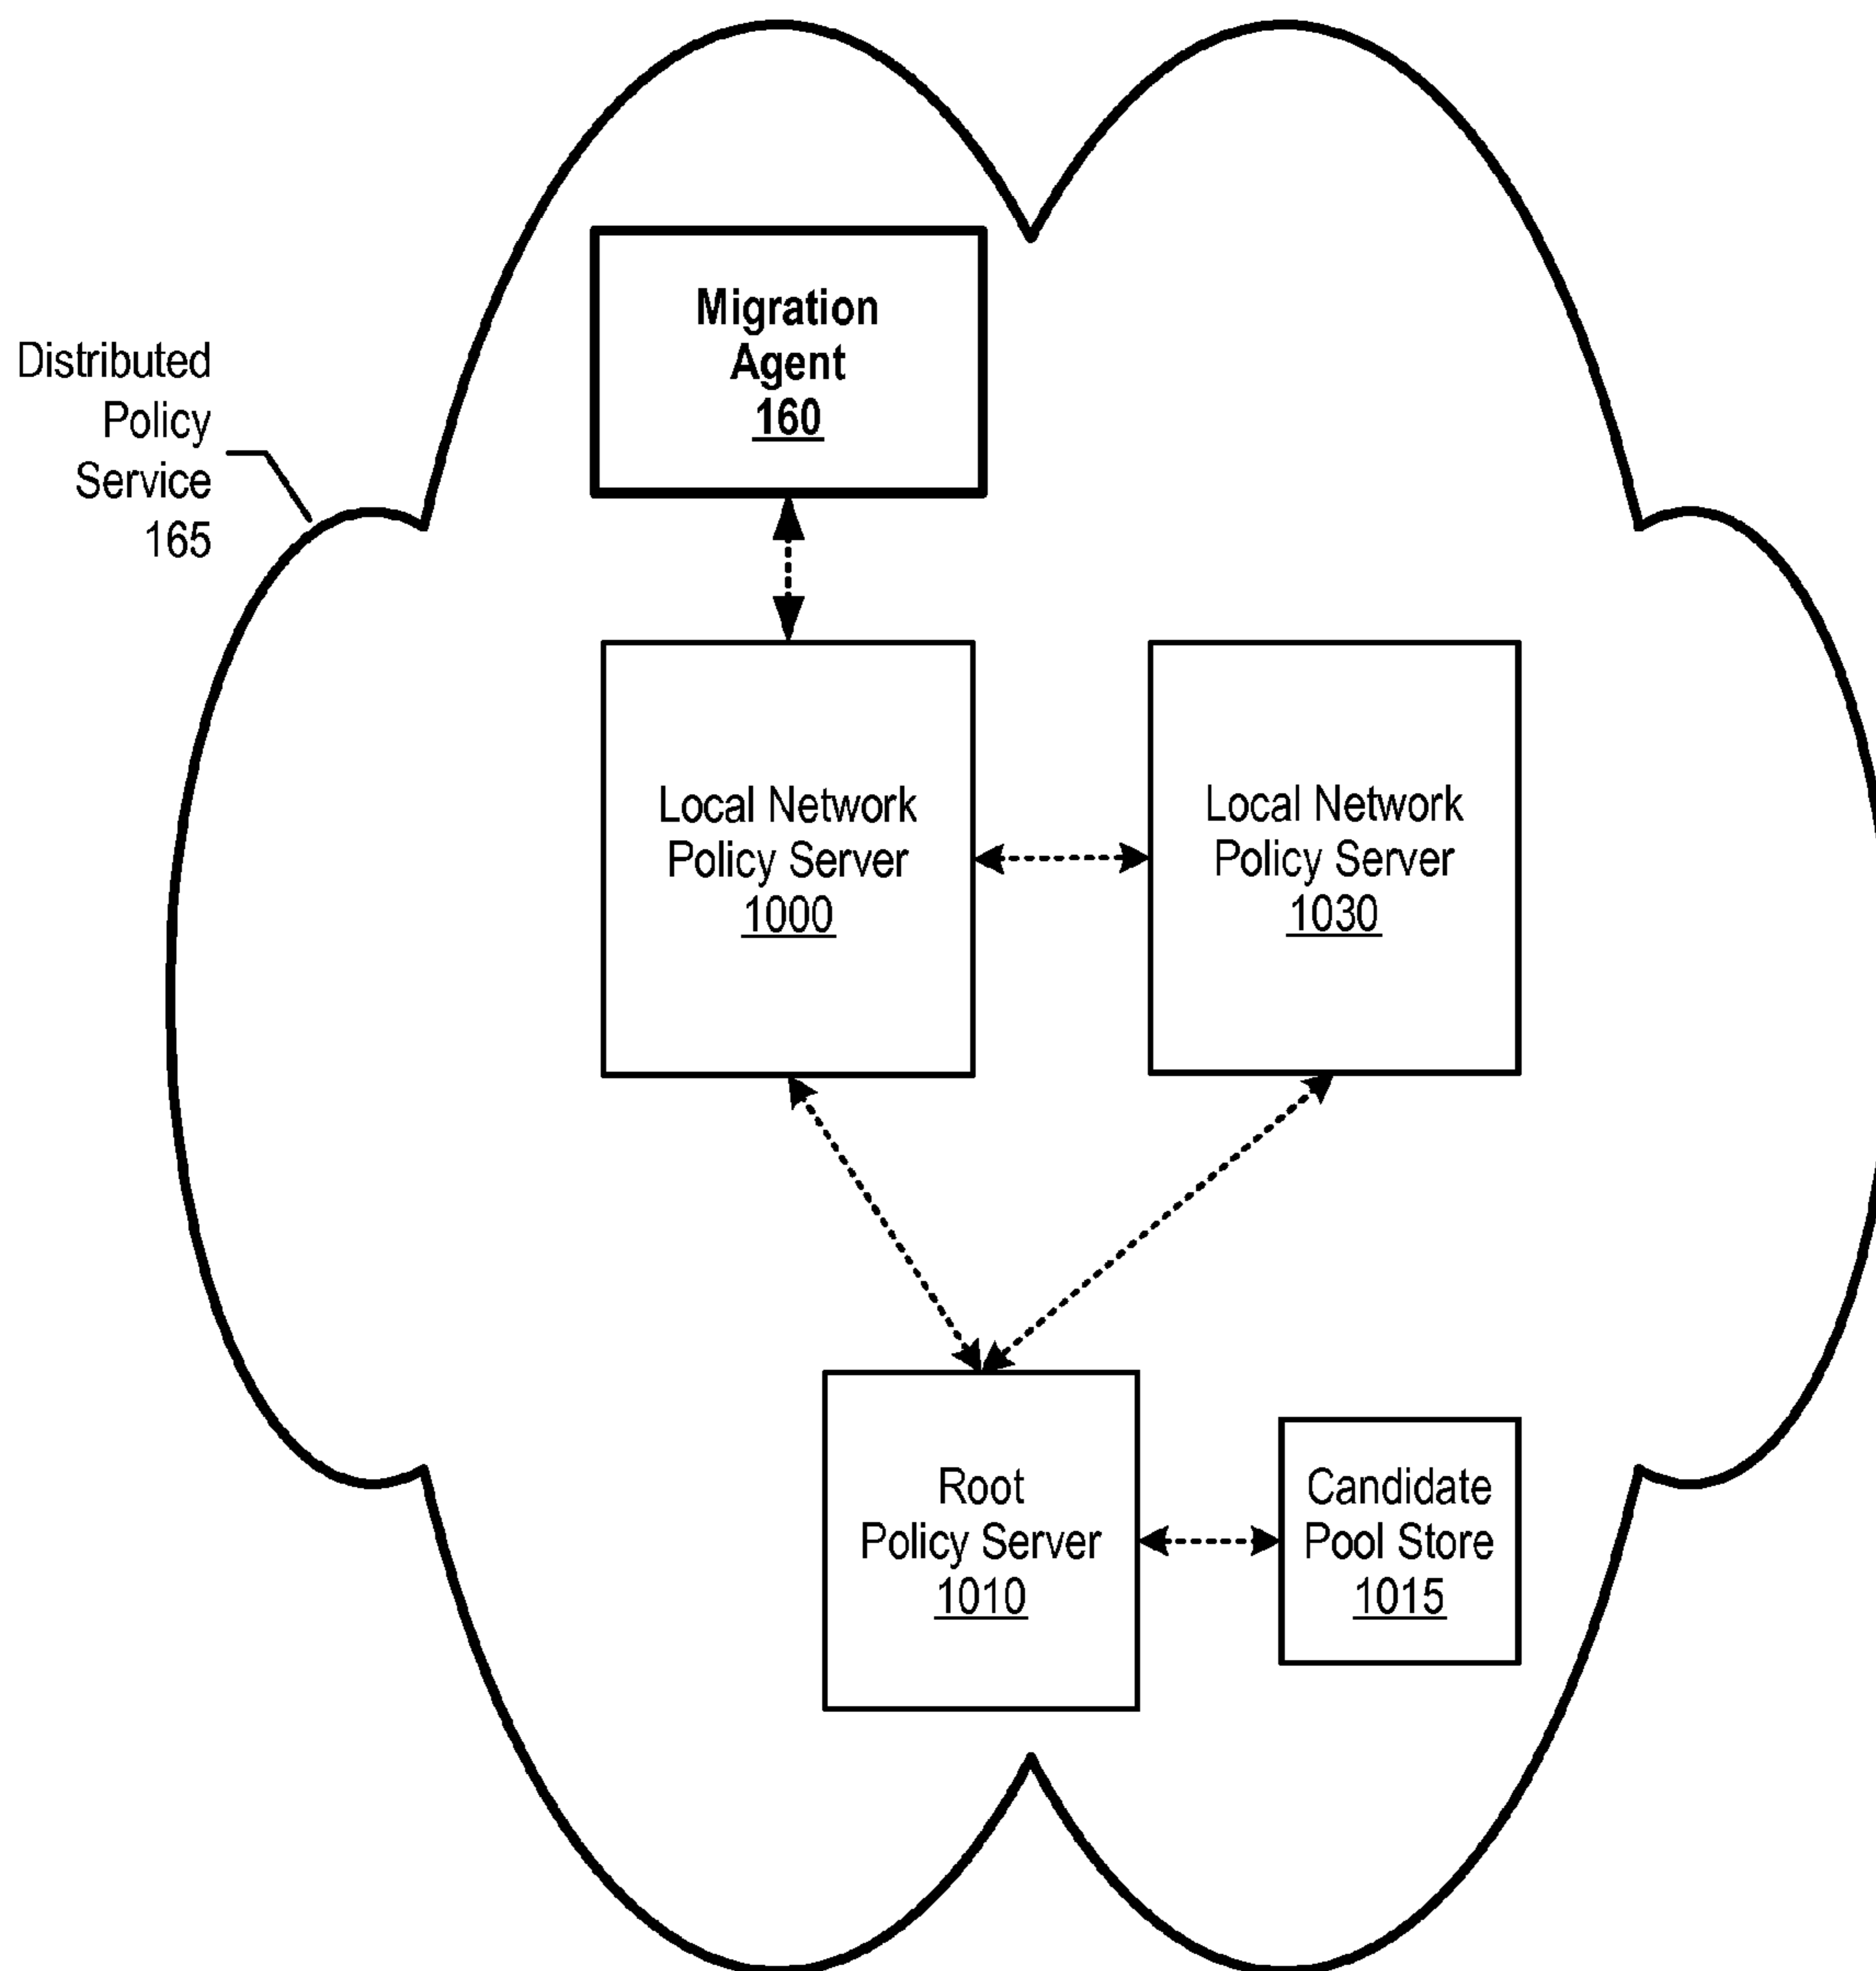 Migration
Agent
160
Distributed
Policy
Service
165
Local Network
Policy Server
1000
Local Network
Policy Server
1030
Root
Policy Server
1010
Candidate
Pool Store
1015